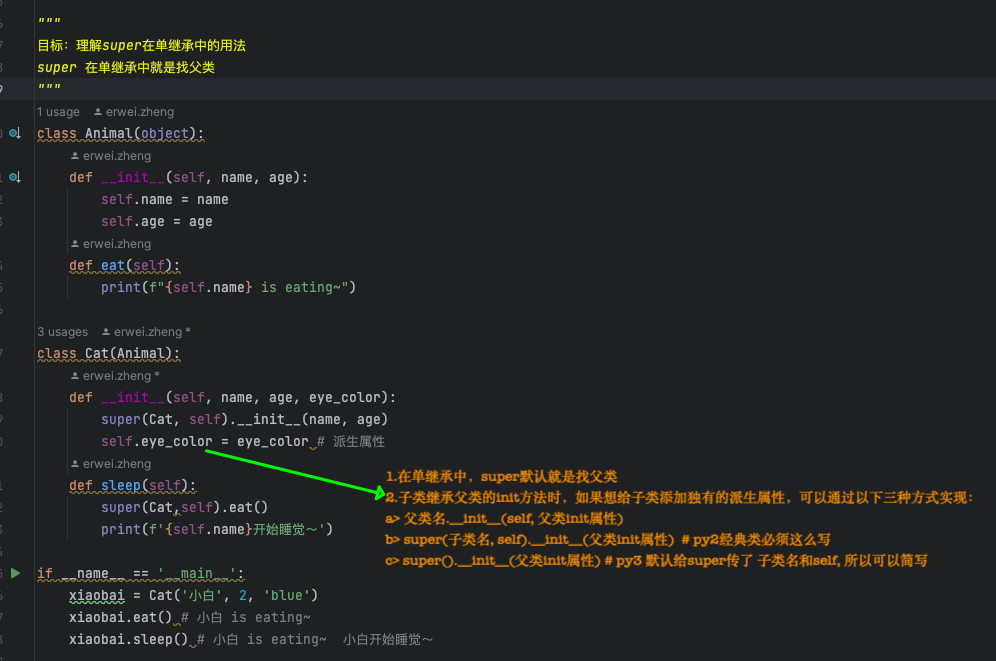 """
目标：理解super在单继承中的用法
super 在单继承中就是找父类
"""
1 usage erwei.zheng
class Animal(object):
erwei.zheng
def __init__(self, name, age):
self.name = name
self.age = age
erwei.zheng
def eat(self):
print(f"{self.name} is eating~")
3 usages erwei.zheng *
class Cat(Animal):
erwei.zheng *
def __init__(self, name, age, eye_color):
super(Cat, self).__init__(name, age)
self.eye_color = eye_color # 派生属性
erwei.zheng
def sleep(self):
super(Cat,self).eat()
print(f'{self.name}开始睡觉～')
1.在单继承中，super默认就是找父类
2.子类继承父类的init方法时，如果想给子类添加独有的派生属性，可以通过以下三种方式实现：
a> 父类名.__init__(self, 父类init属性)
b> super(子类名, self).__init__(父类init属性) # py2经典类必须这么写
c> super().__init__(父类init属性) # py3 默认给super传了 子类名和self, 所以可以简写
if __name__ == '__main__':
xiaobai = Cat('小白', 2, 'blue')
xiaobai.eat() # 小白 is eating~
xiaobai.sleep() # 小白 is eating~  小白开始睡觉～